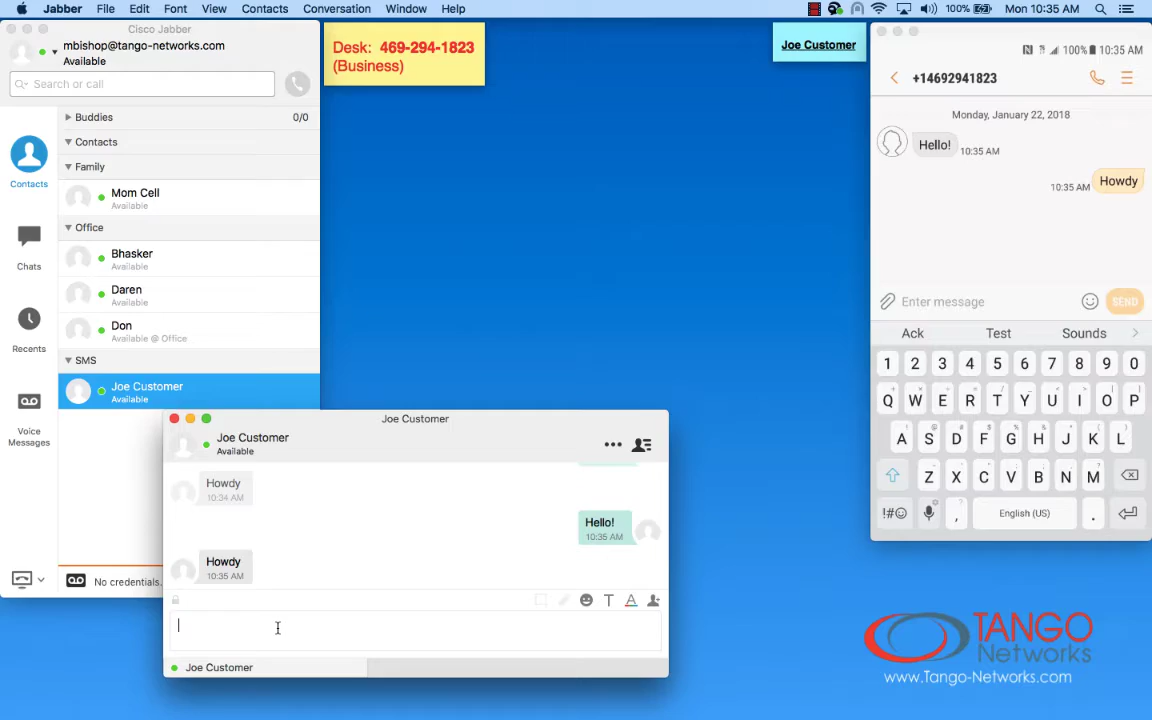 Jabber File Edit Font View Contacts Conversation Window Help 100% Mon 10:35 AM
Cisco Jabber
mbishop@tango-networks.com
Available
Search or call
Buddies 0/0
Contacts
Family
Mom Cell
Available
Office
Bhasker
Available
Daren
Available
Don
Available @ Office
SMS
Joe Customer
Available
Contacts
Chats
Recents
Voice
Messages
No credentials.
Desk: 469-294-1823
(Business)
Joe Customer
Joe Customer
Joe Customer
Available
Howdy
10:34 AM
Hello!
10:35 AM
Howdy
10:35 AM
T A
Joe Customer
100% 10:35 AM
+14692941823
Monday, January 22, 2018
Hello! 10:35 AM
10:35 AM Howdy
Enter message SEND
Ack Test Sounds
1 2 3 4 5 6 7 8 9 0
Q W E R T Y U I O P
A S D F G H J K L
Z X C V B N M
!#☺ , English (US) .
TANGO
Networks
www.Tango-Networks.com